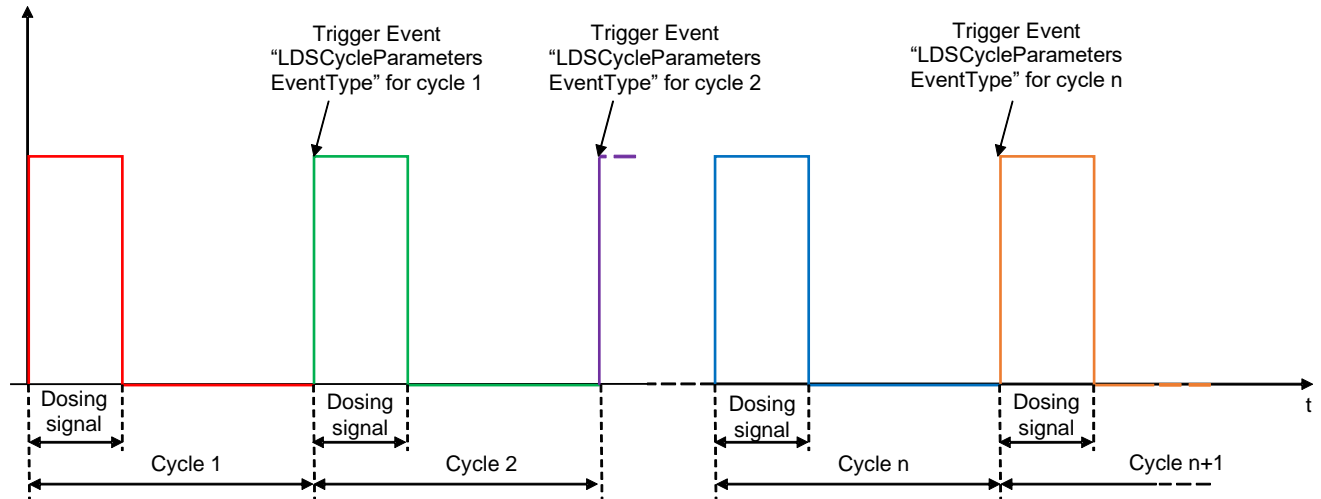 Trigger Event
“LDSCycleParameters
EventType” for cycle 1
Trigger Event
“LDSCycleParameters
EventType” for cycle 2
Trigger Event
“LDSCycleParameters
EventType” for cycle n
Dosing
signal
Dosing
signal
Dosing
signal
Dosing
signal
t
Cycle 1
Cycle 2
Cycle n
Cycle n+1